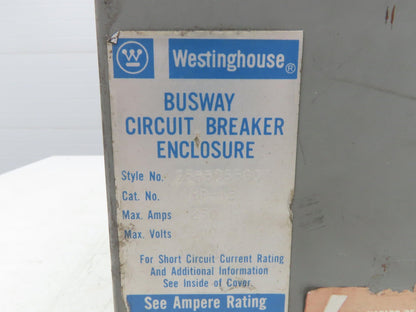 Westinghouse®
BUSWAY
CIRCUIT BREAKER
ENCLOSURE
Style No.
Cat. No.
Max. Amps
Max. Volts
For Short Circuit Current Rating
And Additional Information
See Inside of Cover
See Ampere Rating